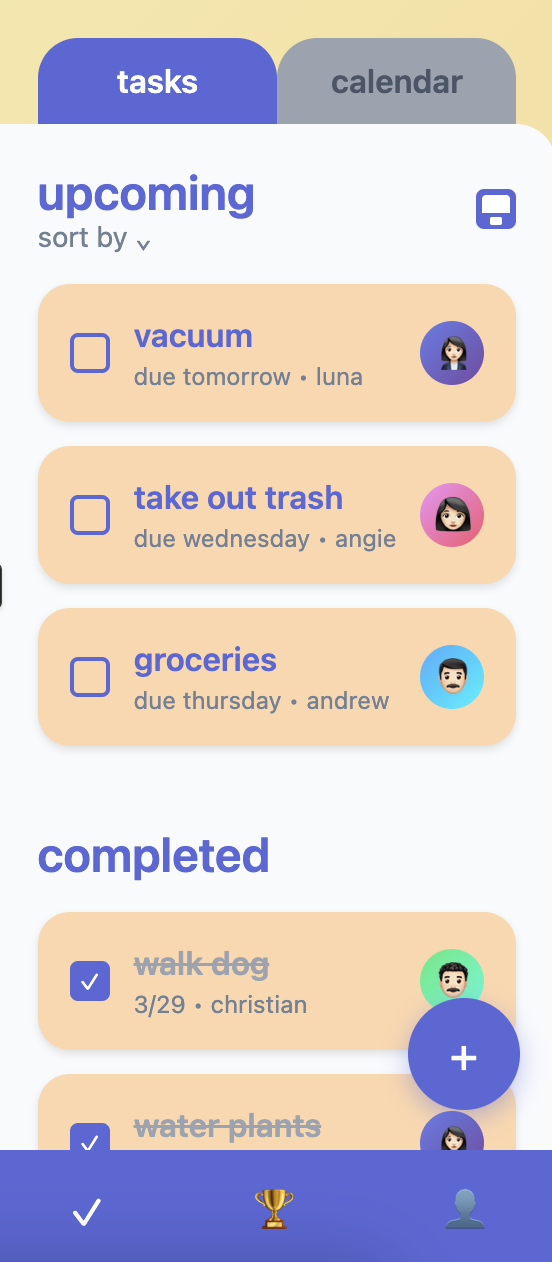 tasks
calendar
upcoming
sort by
vacuum
due tomorrow • luna
take out trash
due wednesday • angie
groceries
due thursday • andrew
completed
walk dog
3/29 • christian
+
water plants